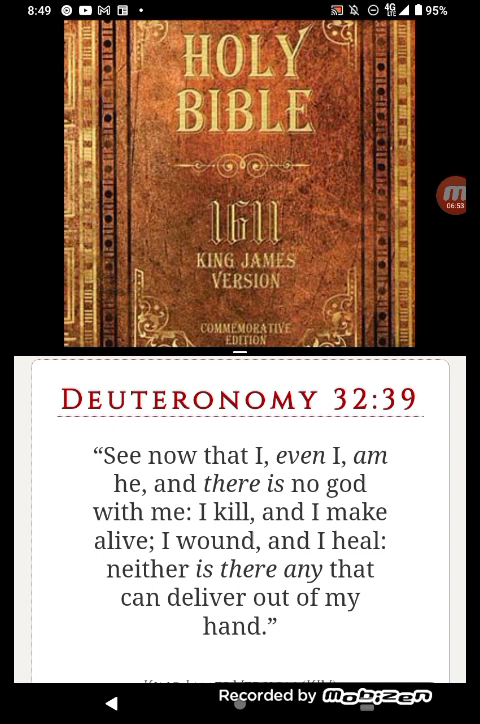 8:49
4G
LTE
95%
HOLY
BIBLE
1611
KING JAMES
VERSION
COMMEMORATIVE
EDITION
06:53
DEUTERONOMY 32:39
“See now that I, even I, am
he, and there is no god
with me: I kill, and I make
alive; I wound, and I heal:
neither is there any that
can deliver out of my
hand.”
Recorded by Mobizen